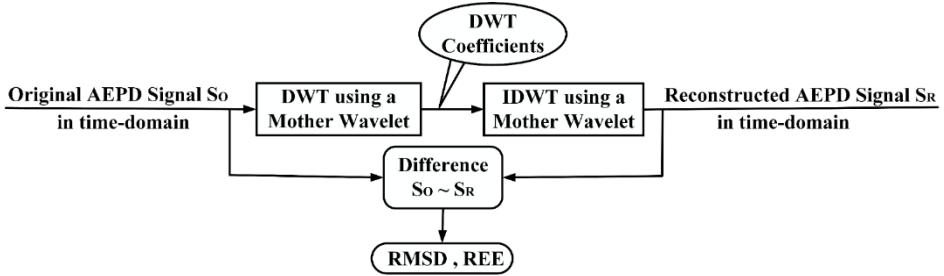 DWT
Coefficients
Original AEPD Signal So
in time-domain
DWT using a
Mother Wavelet
IDWT using a
Mother Wavelet
Reconstructed AEPD Signal SR
in time-domain
Difference
So ~ SR
RMSD , REE